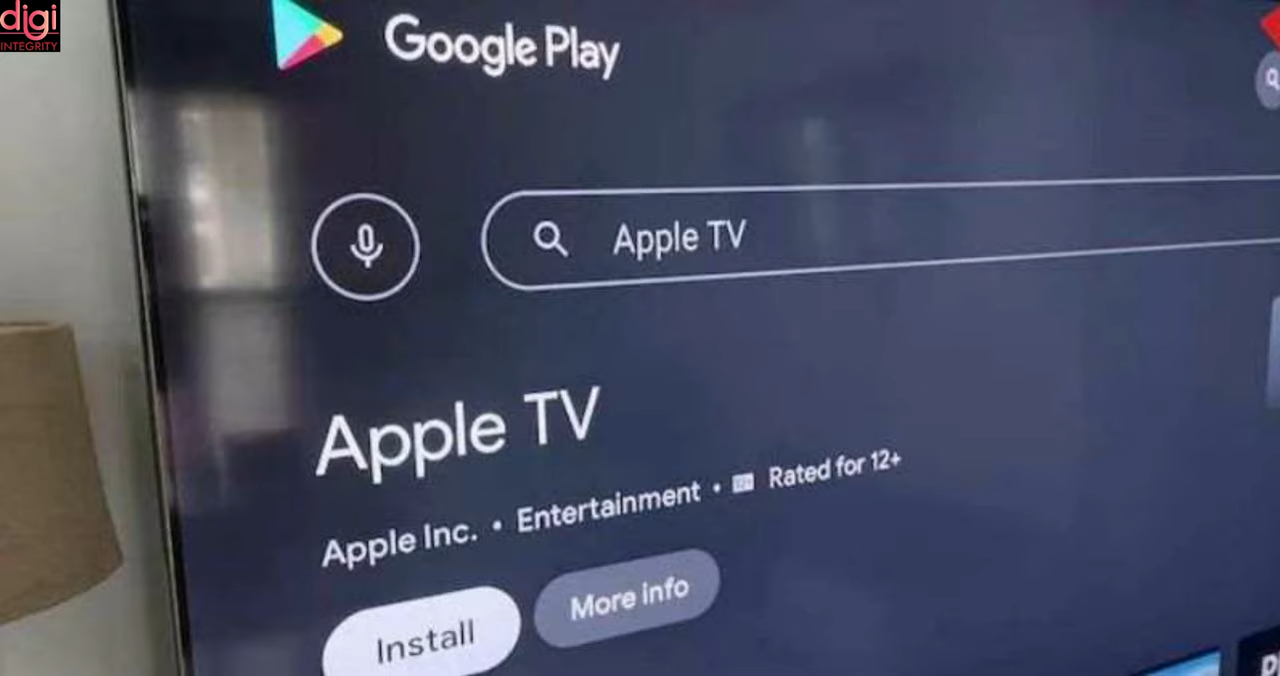 digi
INTEGRITY
Google Play
Apple TV
Apple TV
Apple Inc. • Entertainment • Rated for 12+
Install
More info